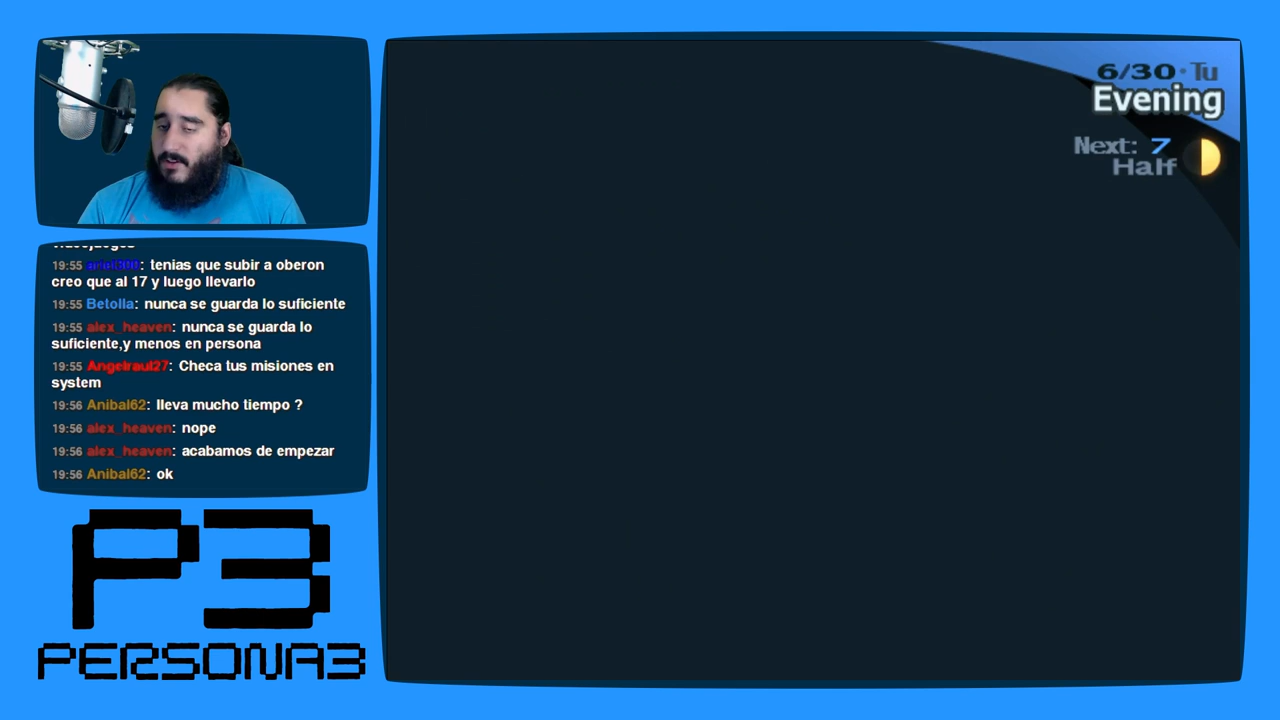 6/30 · Tu
Evening
Next: 7
Half
19:55 ariel300: tenias que subir a oberon
creo que al 17 y luego llevarlo
19:55 Betolla: nunca se guarda lo suficiente
19:55 alex_heaven: nunca se guarda lo
suficiente,y menos en persona
19:55 Angelraul27: Checa tus misiones en
system
19:56 Anibal62: lleva mucho tiempo ?
19:56 alex_heaven: nope
19:56 alex_heaven: acabamos de empezar
19:56 Anibal62: ok
P3
PERSONA3